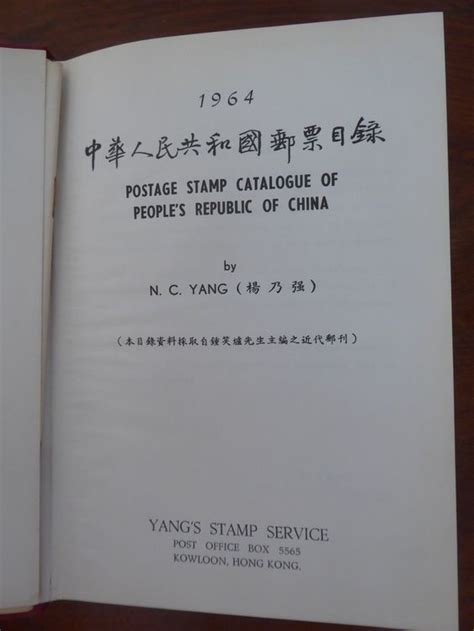 1964
中華人民共和國郵票目錄
POSTAGE STAMP CATALOGUE OF
PEOPLE'S REPUBLIC OF CHINA
by
N. C. YANG (楊乃强)
(本目錄資料採取自鍾笑爐先生主編之近代郵刊)
YANG'S STAMP SERVICE
POST OFFICE BOX 5565
KOWLOON, HONG KONG.